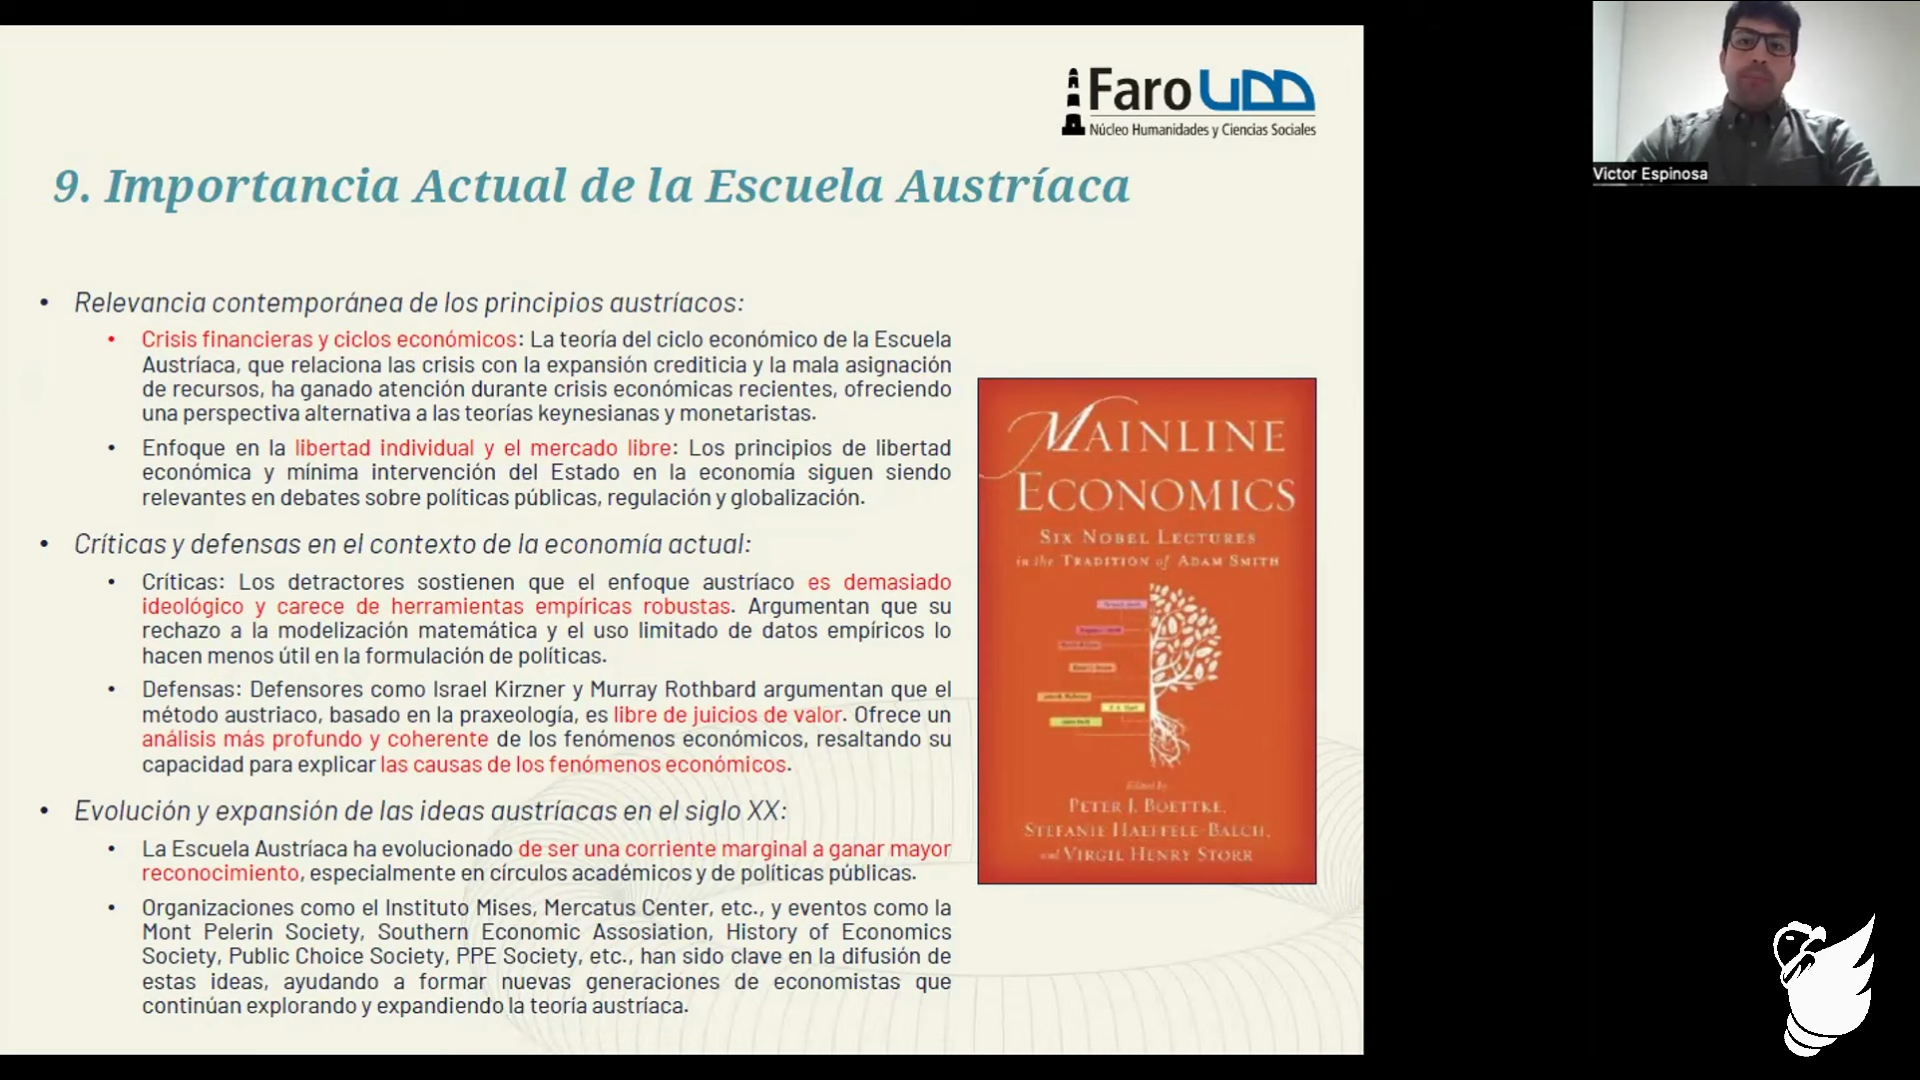 Faro UDD
Núcleo Humanidades y Ciencias Sociales
Victor Espinosa
9. Importancia Actual de la Escuela Austríaca
• Relevancia contemporánea de los principios austríacos:
• Crisis financieras y ciclos económicos: La teoría del ciclo económico de la Escuela
Austríaca, que relaciona las crisis con la expansión crediticia y la mala asignación
de recursos, ha ganado atención durante crisis económicas recientes, ofreciendo
una perspectiva alternativa a las teorías keynesianas y monetaristas.
• Enfoque en la libertad individual y el mercado libre: Los principios de libertad
económica y mínima intervención del Estado en la economía siguen siendo
relevantes en debates sobre políticas públicas, regulación y globalización.
• Críticas y defensas en el contexto de la economía actual:
• Críticas: Los detractores sostienen que el enfoque austríaco es demasiado
ideológico y carece de herramientas empíricas robustas. Argumentan que su
rechazo a la modelización matemática y el uso limitado de datos empíricos lo
hacen menos útil en la formulación de políticas.
• Defensas: Defensores como Israel Kirzner y Murray Rothbard argumentan que el
método austriaco, basado en la praxeología, es libre de juicios de valor. Ofrece un
análisis más profundo y coherente de los fenómenos económicos, resaltando su
capacidad para explicar las causas de los fenómenos económicos.
• Evolución y expansión de las ideas austríacas en el siglo XX:
• La Escuela Austríaca ha evolucionado de ser una corriente marginal a ganar mayor
reconocimiento, especialmente en círculos académicos y de políticas públicas.
• Organizaciones como el Instituto Mises, Mercatus Center, etc., y eventos como la
Mont Pelerin Society, Southern Economic Assosiation, History of Economics
Society, Public Choice Society, PPE Society, etc., han sido clave en la difusión de
estas ideas, ayudando a formar nuevas generaciones de economistas que
continúan explorando y expandiendo la teoría austríaca.
MAINLINE
ECONOMICS
SIX NOBEL LECTURES
in the TRADITION of ADAM SMITH
Edited by
PETER J. BOETTKE,
STEFANIE HAEFFELE-BALCH,
and VIRGIL HENRY STORR